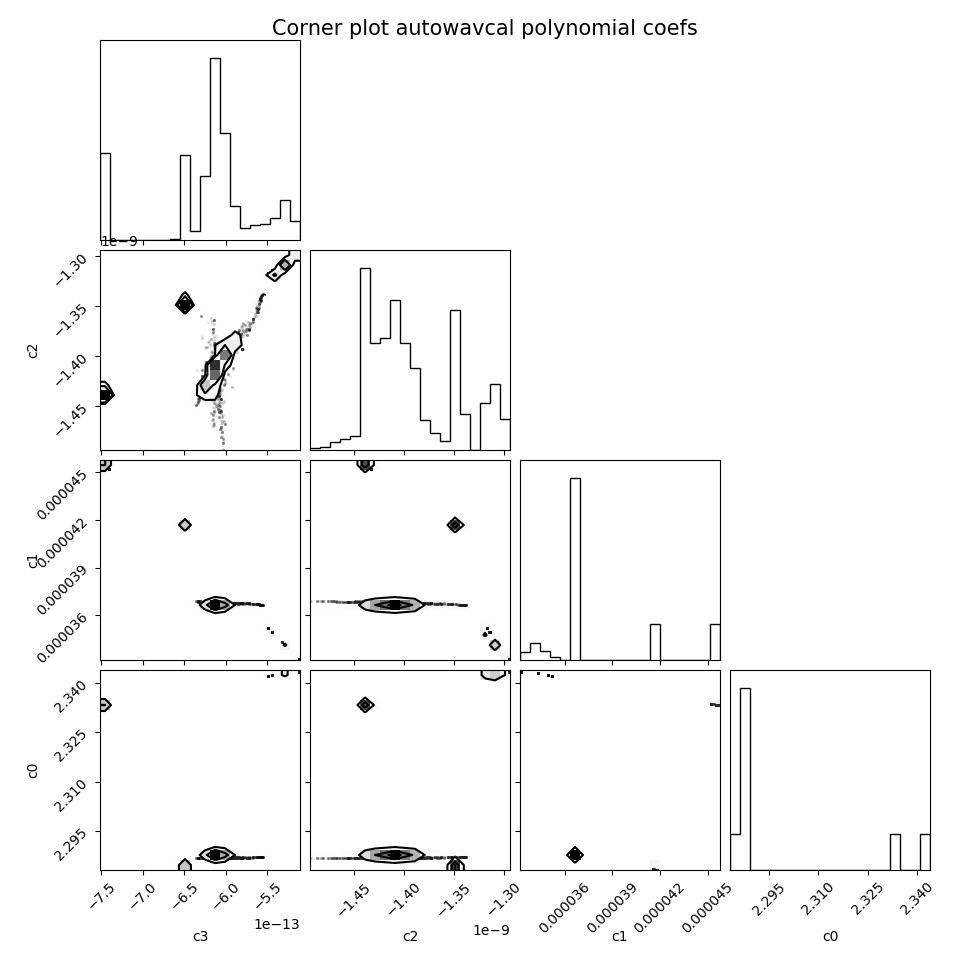 Corner plot autowavcal polynomial coefs
1e−9
−1.30
−1.35
−1.40
−1.45
c2
0.000045
0.000042
0.000039
0.000036
c1
2.340
2.325
2.310
2.295
c0
−7.5 −7.0 −6.5 −6.0 −5.5
1e−13
c3
−1.45 −1.40 −1.35 −1.30
1e−9
c2
0.000036 0.000039 0.000042 0.000045
c1
2.295 2.310 2.325 2.340
c0